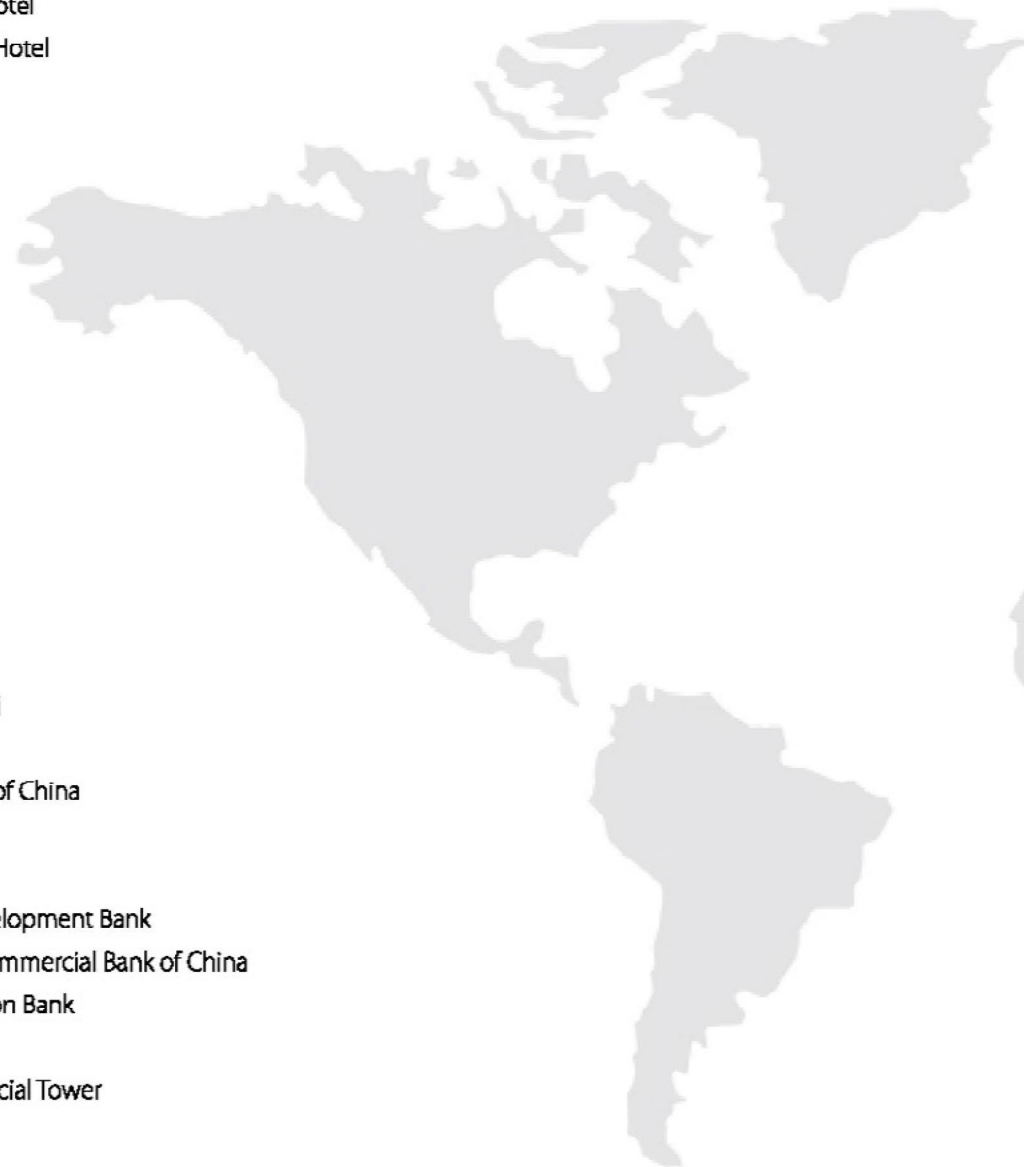 otel
Hotel
of China
elopment Bank
mmercial Bank of China
on Bank
cial Tower